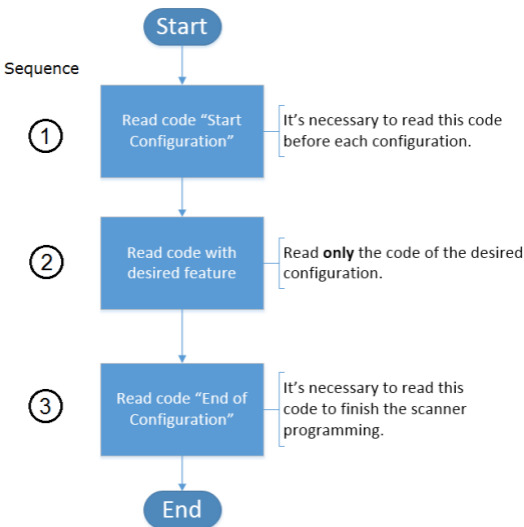 Start
Sequence
1
Read code “Start
Configuration”
It’s necessary to read this code
before each configuration.
2
Read code with
desired feature
Read only the code of the desired
configuration.
3
Read code “End of
Configuration”
It’s necessary to read this
code to finish the scanner
programming.
End